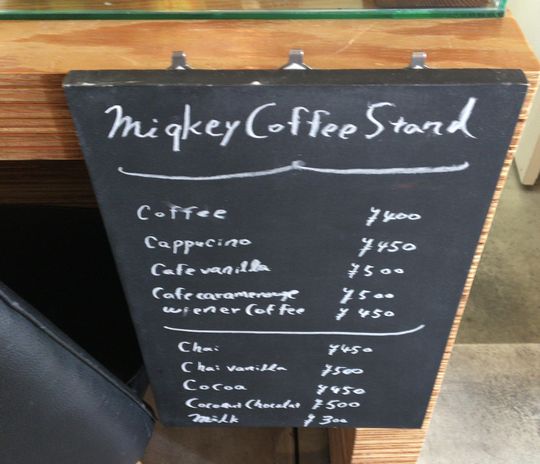 Miqkey Coffee Stand
Coffee ¥400
Cappucino ¥450
Cafe vanilla ¥500
Cafe caramerouge ¥500
wiener Coffee ¥450
Chai ¥450
Chai vanilla ¥500
Cocoa ¥450
Coconut Chocolat ¥500
Milk ¥300